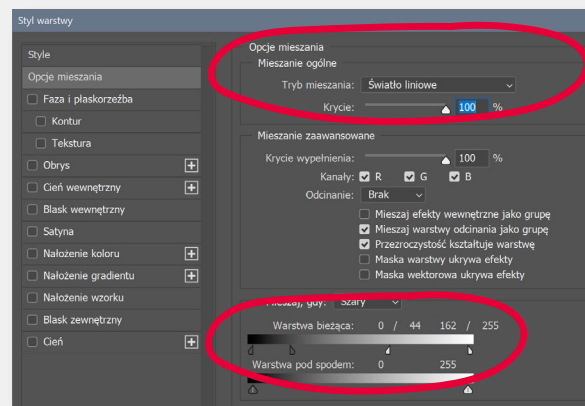 Styl warstwy
Style
Opcje mieszania
Faza i płaskorzeźba
Kontur
Tekstura
Obrys
Cień wewnętrzny
Blask wewnętrzny
Satyna
Nałożenie koloru
Nałożenie gradientu
Nałożenie wzorku
Blask zewnętrzny
Cień
Opcje mieszania
Mieszanie ogólne
Tryb mieszania: Światło liniowe
Krycie: 100 %
Mieszanie zaawansowane
Krycie wypełnienia: 100 %
Kanały: R G B
Odcinanie: Brak
Mieszaj efekty wewnętrzne jako grupę
Mieszaj warstwy odcinania jako grupę
Przezroczystość kształtuje warstwę
Maska warstwy ukrywa efekty
Maska wektorowa ukrywa efekty
Mieszaj, gdy: Szary
Warstwa bieżąca: 0 / 44 162 / 255
Warstwa pod spodem: 0 255